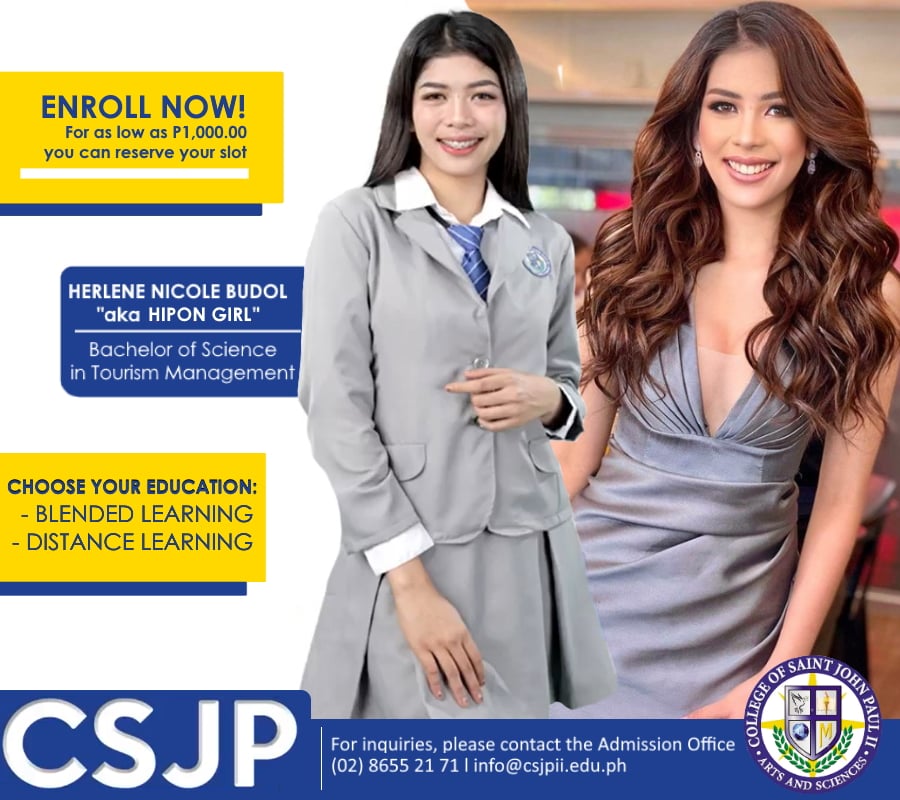 ENROLL NOW!
For as low as P1,000.00
you can reserve your slot
HERLENE NICOLE BUDOL
"aka HIPON GIRL"
Bachelor of Science
in Tourism Management
CHOOSE YOUR EDUCATION:
- BLENDED LEARNING
- DISTANCE LEARNING
CSJP
For inquiries, please contact the Admission Office
(02) 8655 21 71 l info@csjpii.edu.ph
COLLEGE OF SAINT JOHN PAUL II
ARTS AND SCIENCES
M